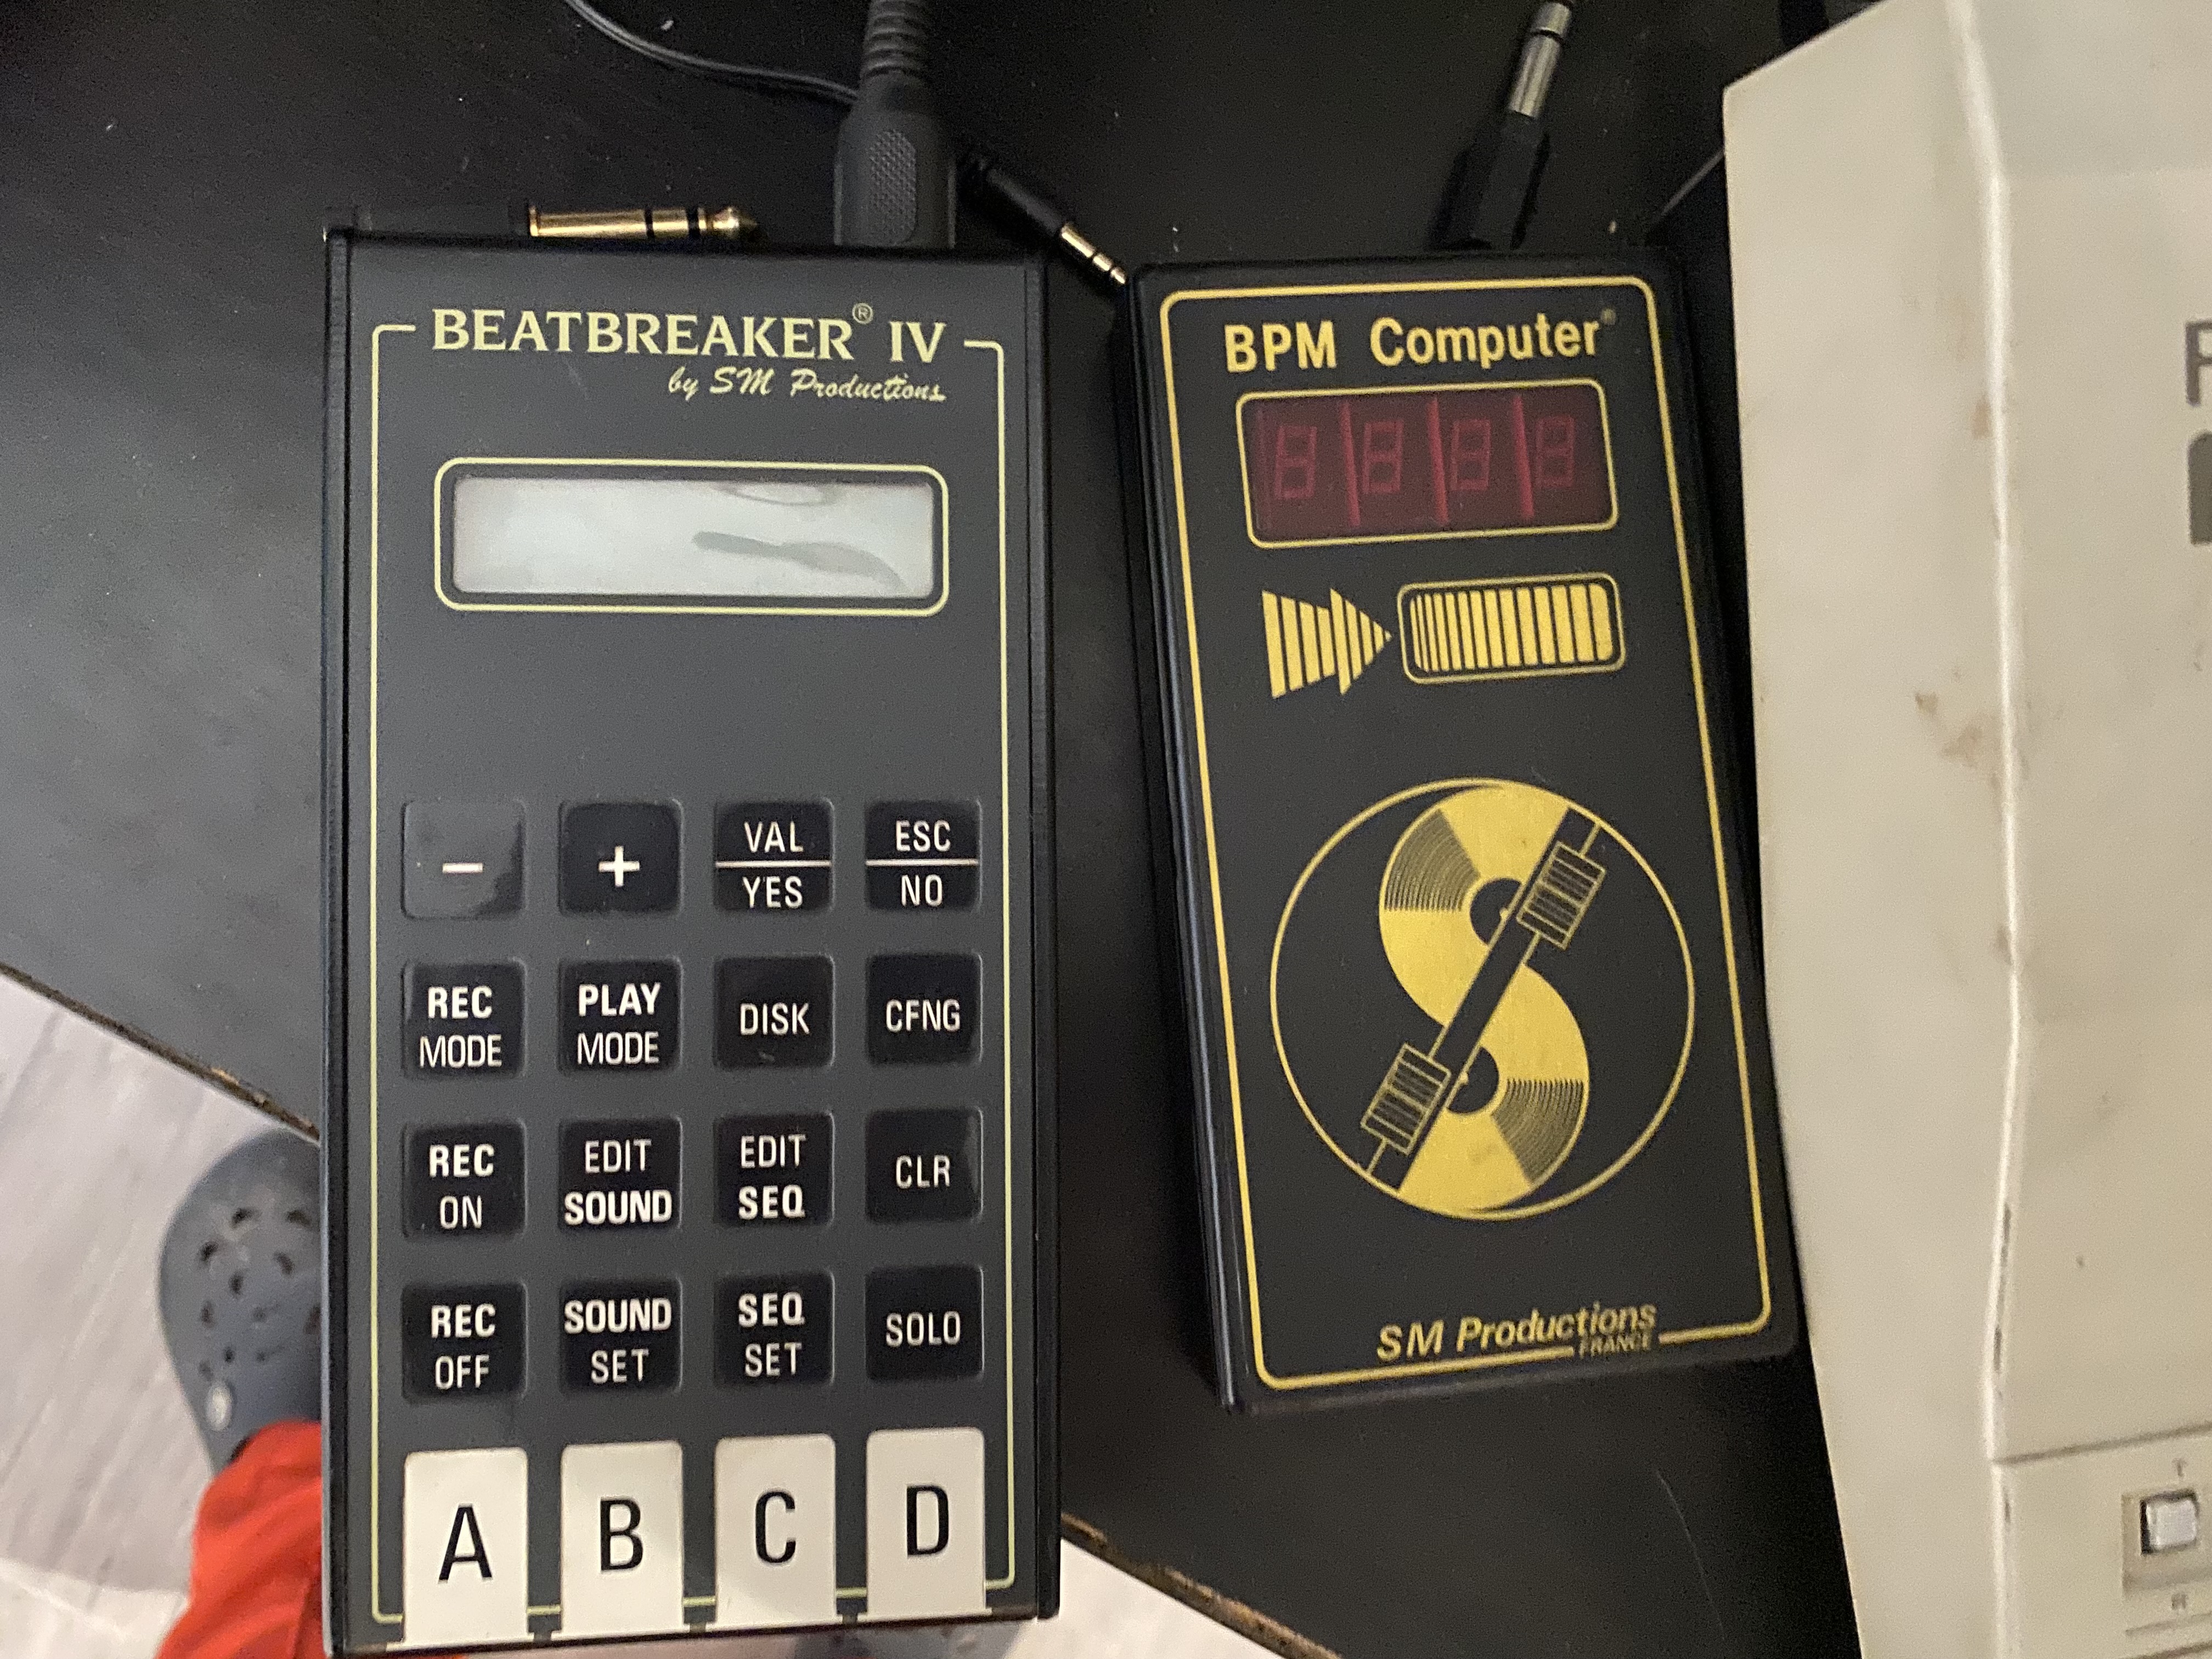 BEATBREAKER® IV
by SM Productions
−
+
VAL
YES
ESC
NO
REC
MODE
PLAY
MODE
DISK
CFNG
REC
ON
EDIT
SOUND
EDIT
SEQ
CLR
REC
OFF
SOUND
SET
SEQ
SET
SOLO
A
B
C
D
BPM Computer®
SM Productions
FRANCE